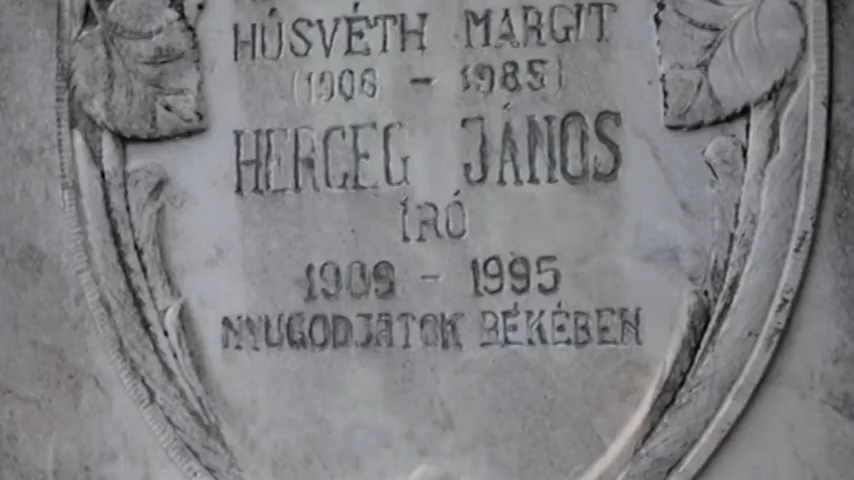 HÚSVÉTH MARGIT
(1906 - 1985)
HERCEG JÁNOS
ÍRÓ
1909 - 1995
NYUGODJATOK BÉKÉBEN